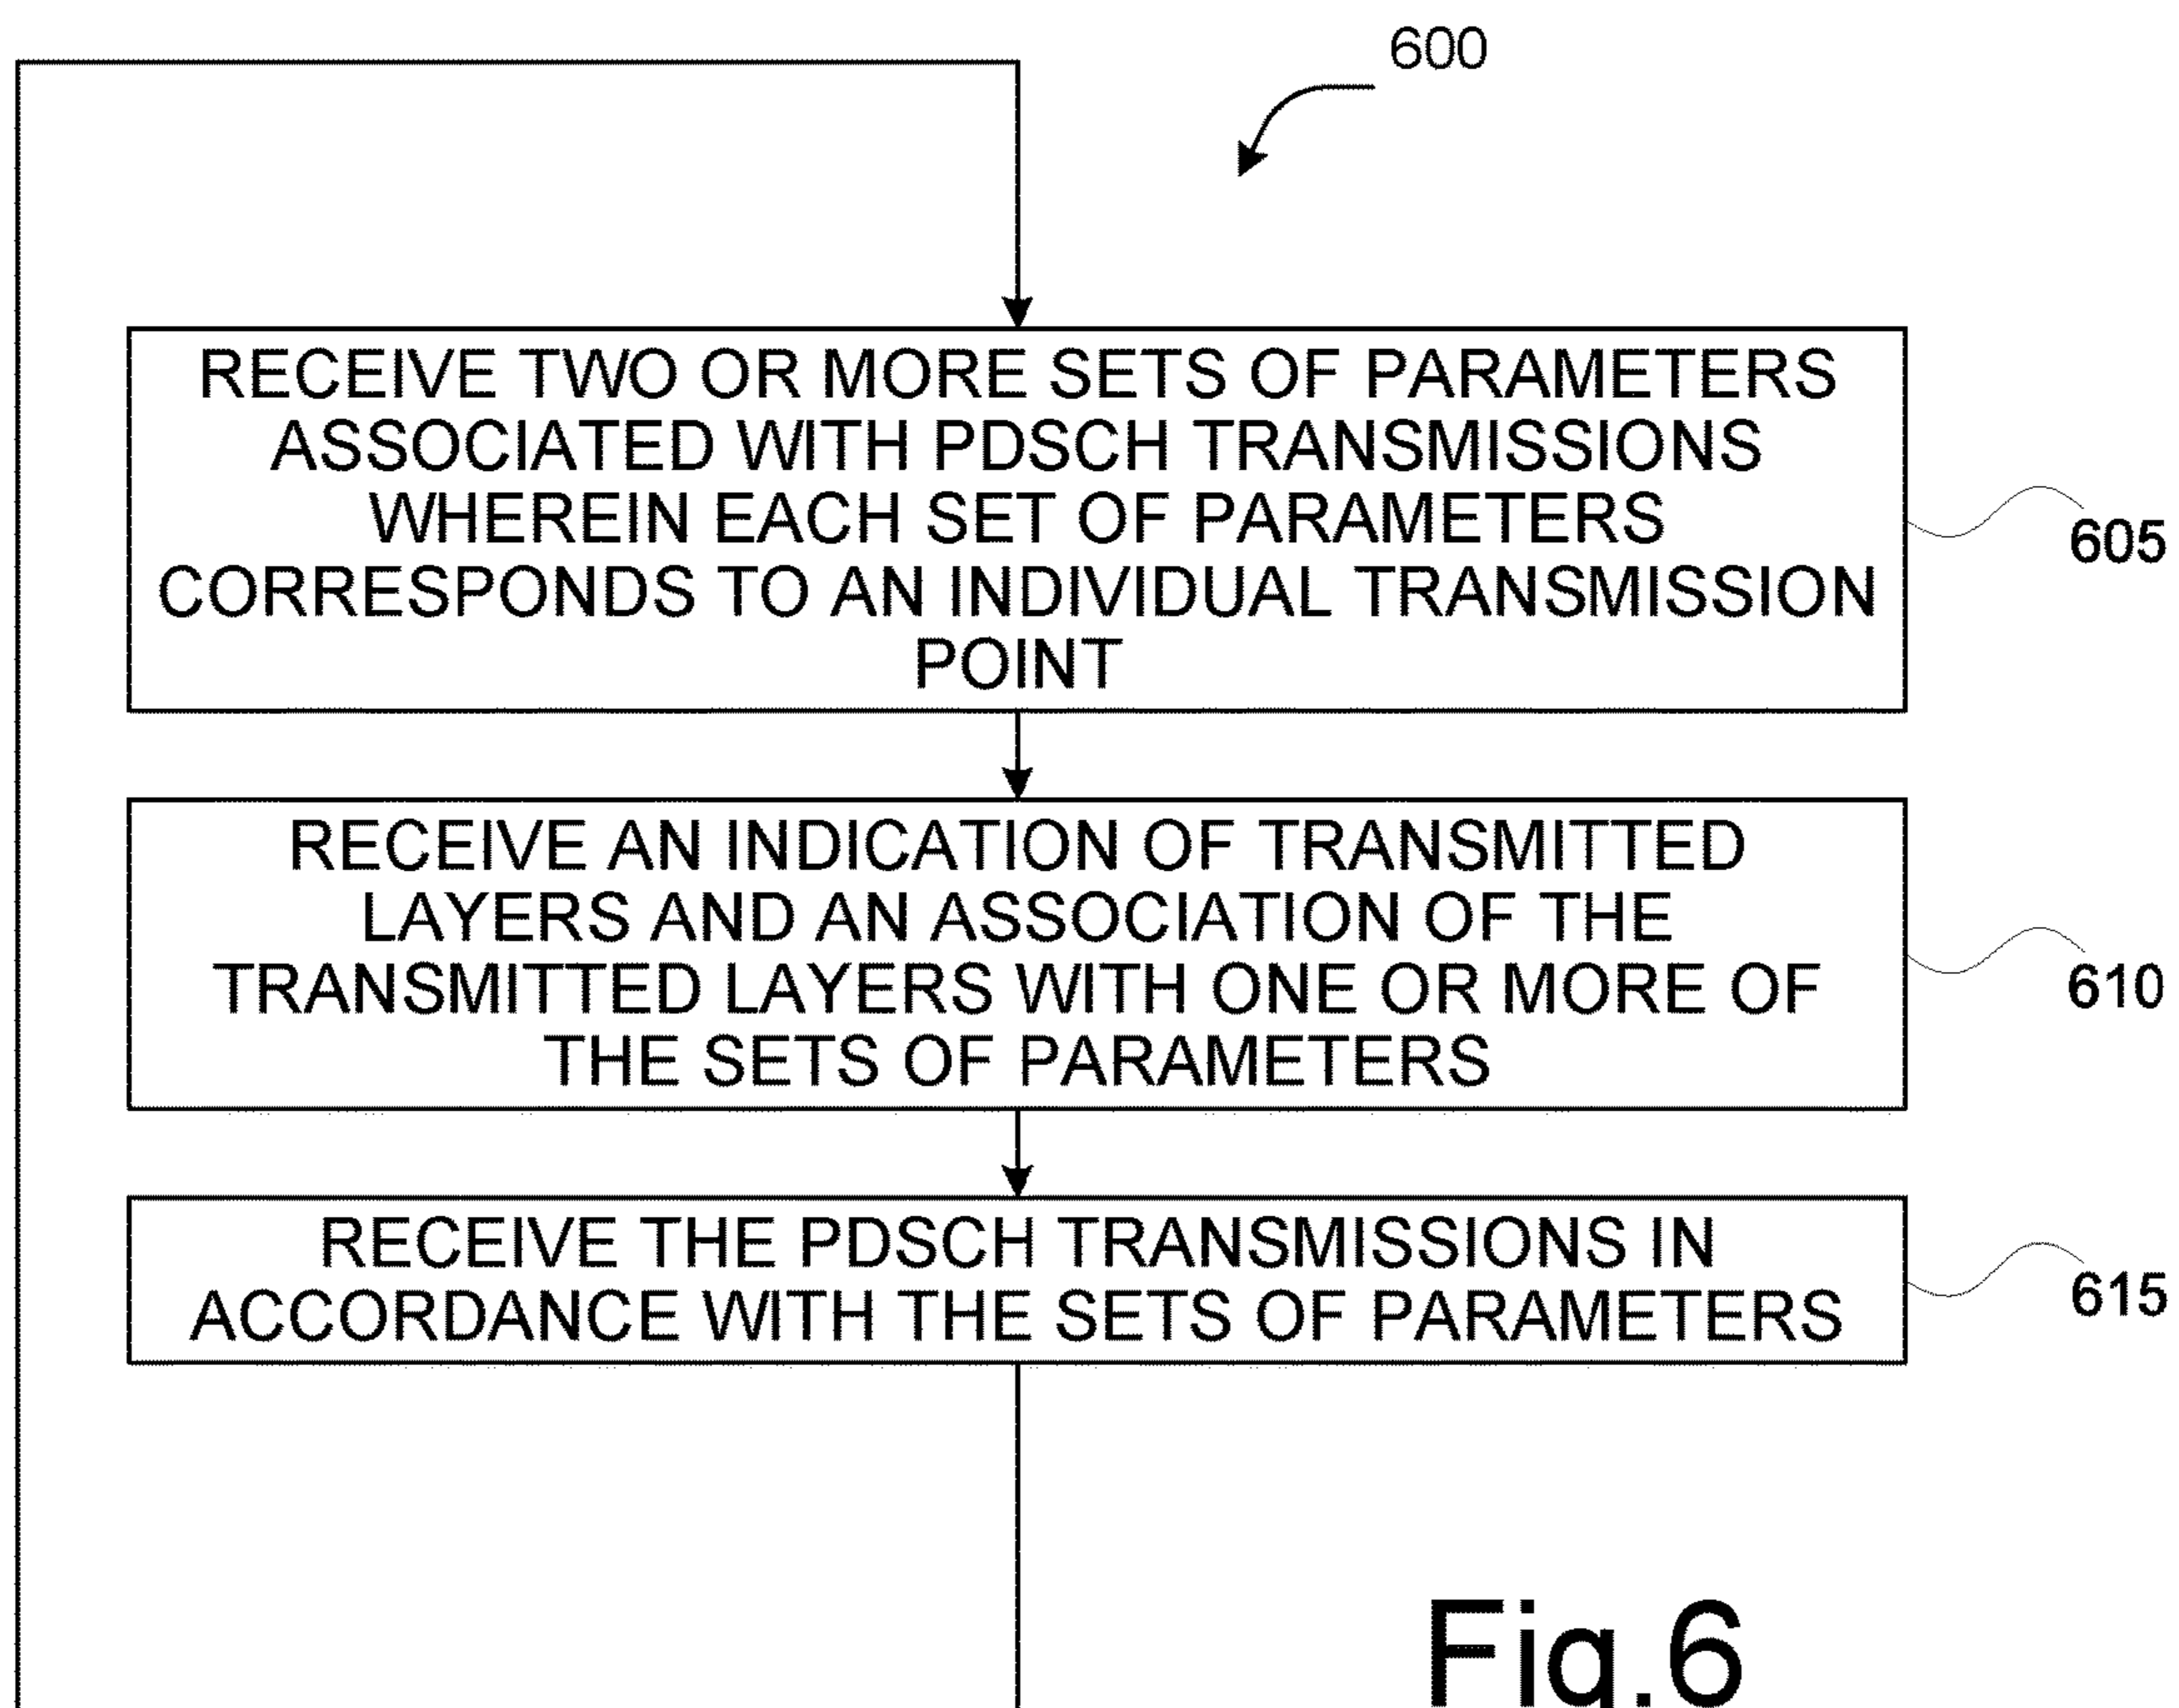 600
RECEIVE TWO OR MORE SETS OF PARAMETERS
ASSOCIATED WITH PDSCH TRANSMISSIONS
WHEREIN EACH SET OF PARAMETERS
CORRESPONDS TO AN INDIVIDUAL TRANSMISSION
POINT
605
RECEIVE AN INDICATION OF TRANSMITTED
LAYERS AND AN ASSOCIATION OF THE
TRANSMITTED LAYERS WITH ONE OR MORE OF
THE SETS OF PARAMETERS
610
RECEIVE THE PDSCH TRANSMISSIONS IN
ACCORDANCE WITH THE SETS OF PARAMETERS
615
Fig.6